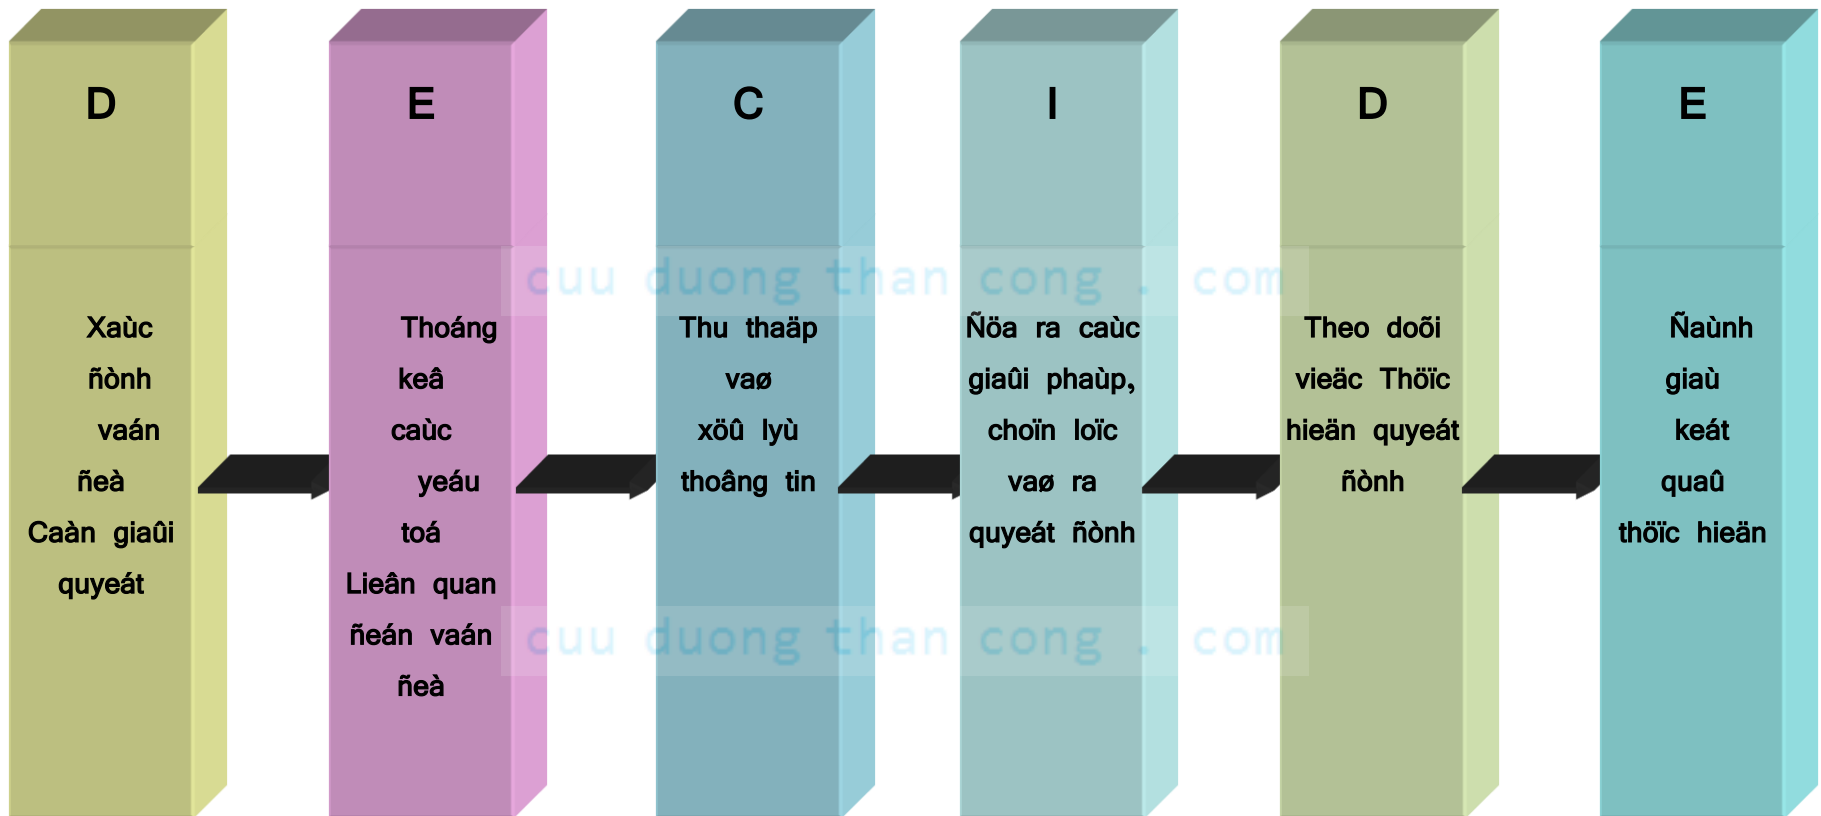 D
Xaùc
ñònh
vaán
ñeà
Caàn giaûi
quyeát
E
Thoáng
keâ
caùc
yeáu
toá
Lieân quan
ñeán vaán
ñeà
C
Thu thaäp
vaø
xöû lyù
thoâng tin
I
Ñöa ra caùc
giaûi phaùp,
choïn loïc
vaø ra
quyeát ñònh
D
Theo doõi
vieäc Thöïc
hieän quyeát
ñònh
E
Ñaùnh
giaù
keát
quaû
thöïc hieän
cuu duong than cong . com
cuu duong than cong . com